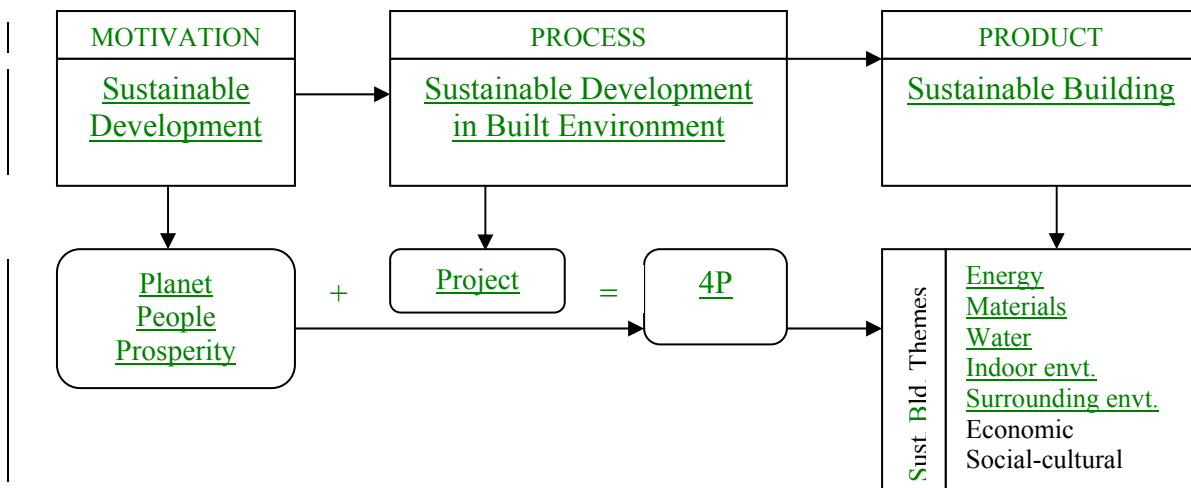 MOTIVATION
Sustainable
Development
PROCESS
Sustainable Development
in Built Environment
PRODUCT
Sustainable Building
Planet
People
Prosperity
+
Project
=
4P
Sust. Bld. Themes
Energy
Materials
Water
Indoor envt.
Surrounding envt.
Economic
Social-cultural